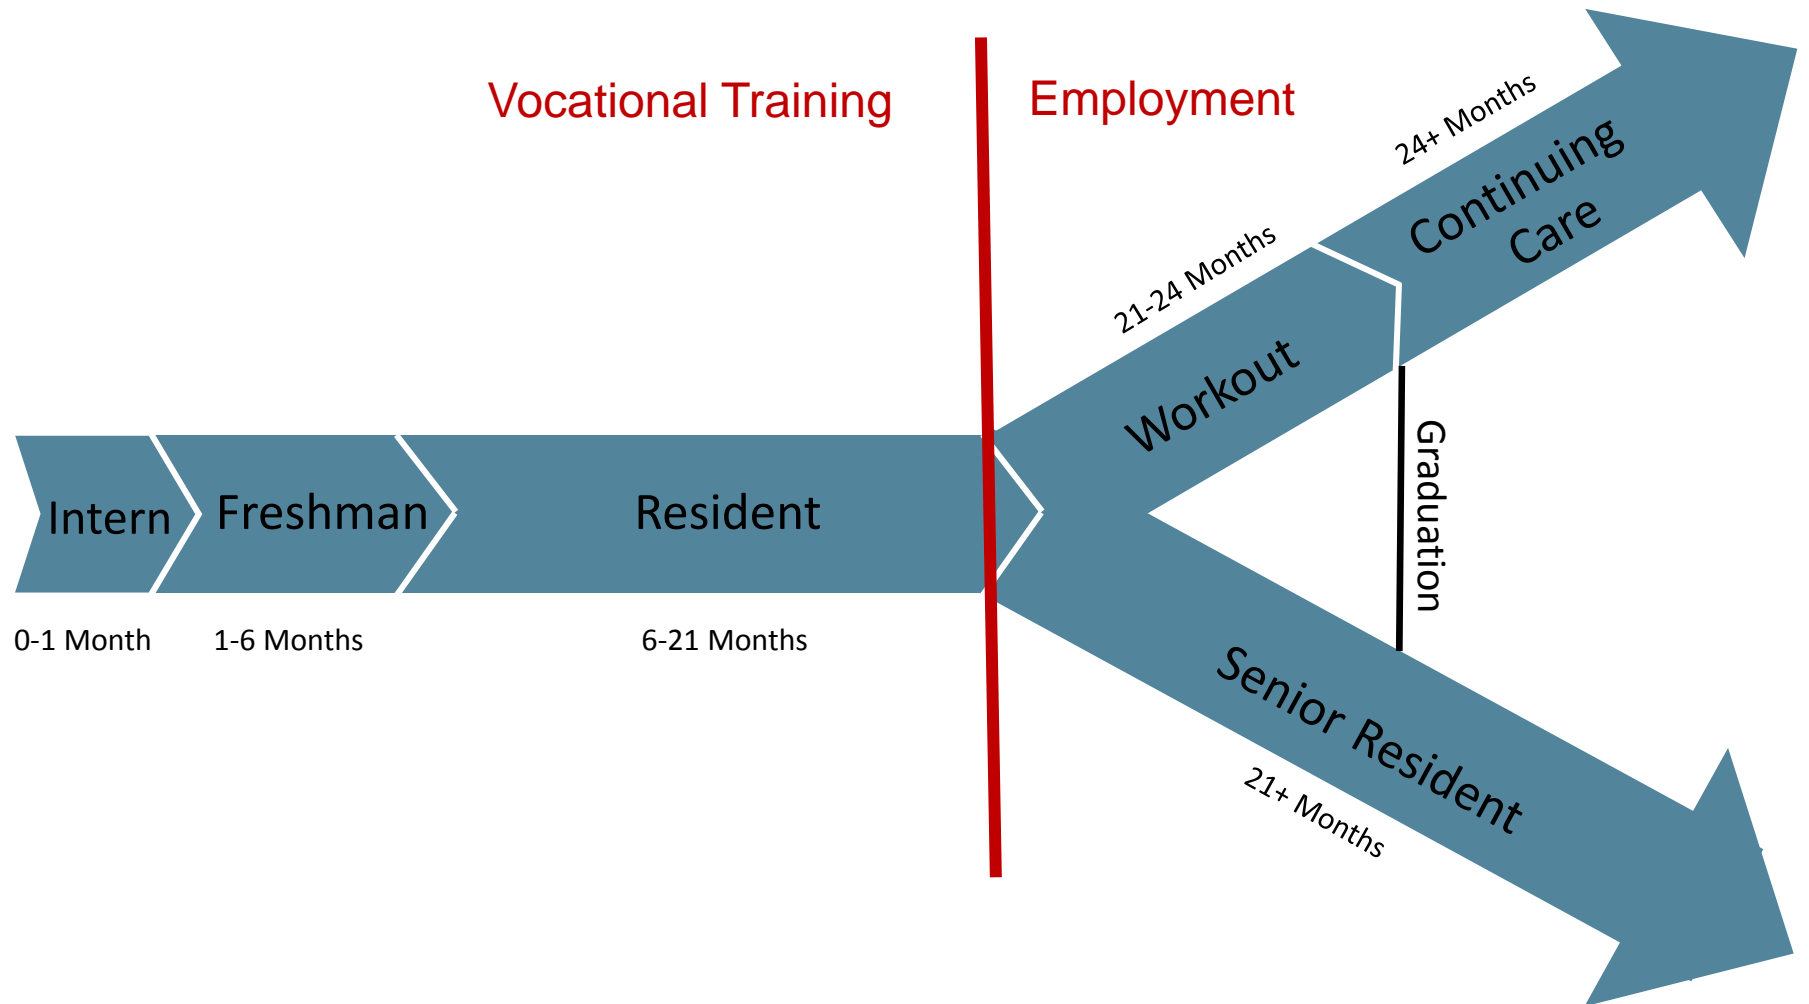 Vocational Training
Employment
24+ Months
Continuing
Care
21-24 Months
Workout
Graduation
Intern
Freshman
Resident
0-1 Month
1-6 Months
6-21 Months
Senior Resident
21+ Months